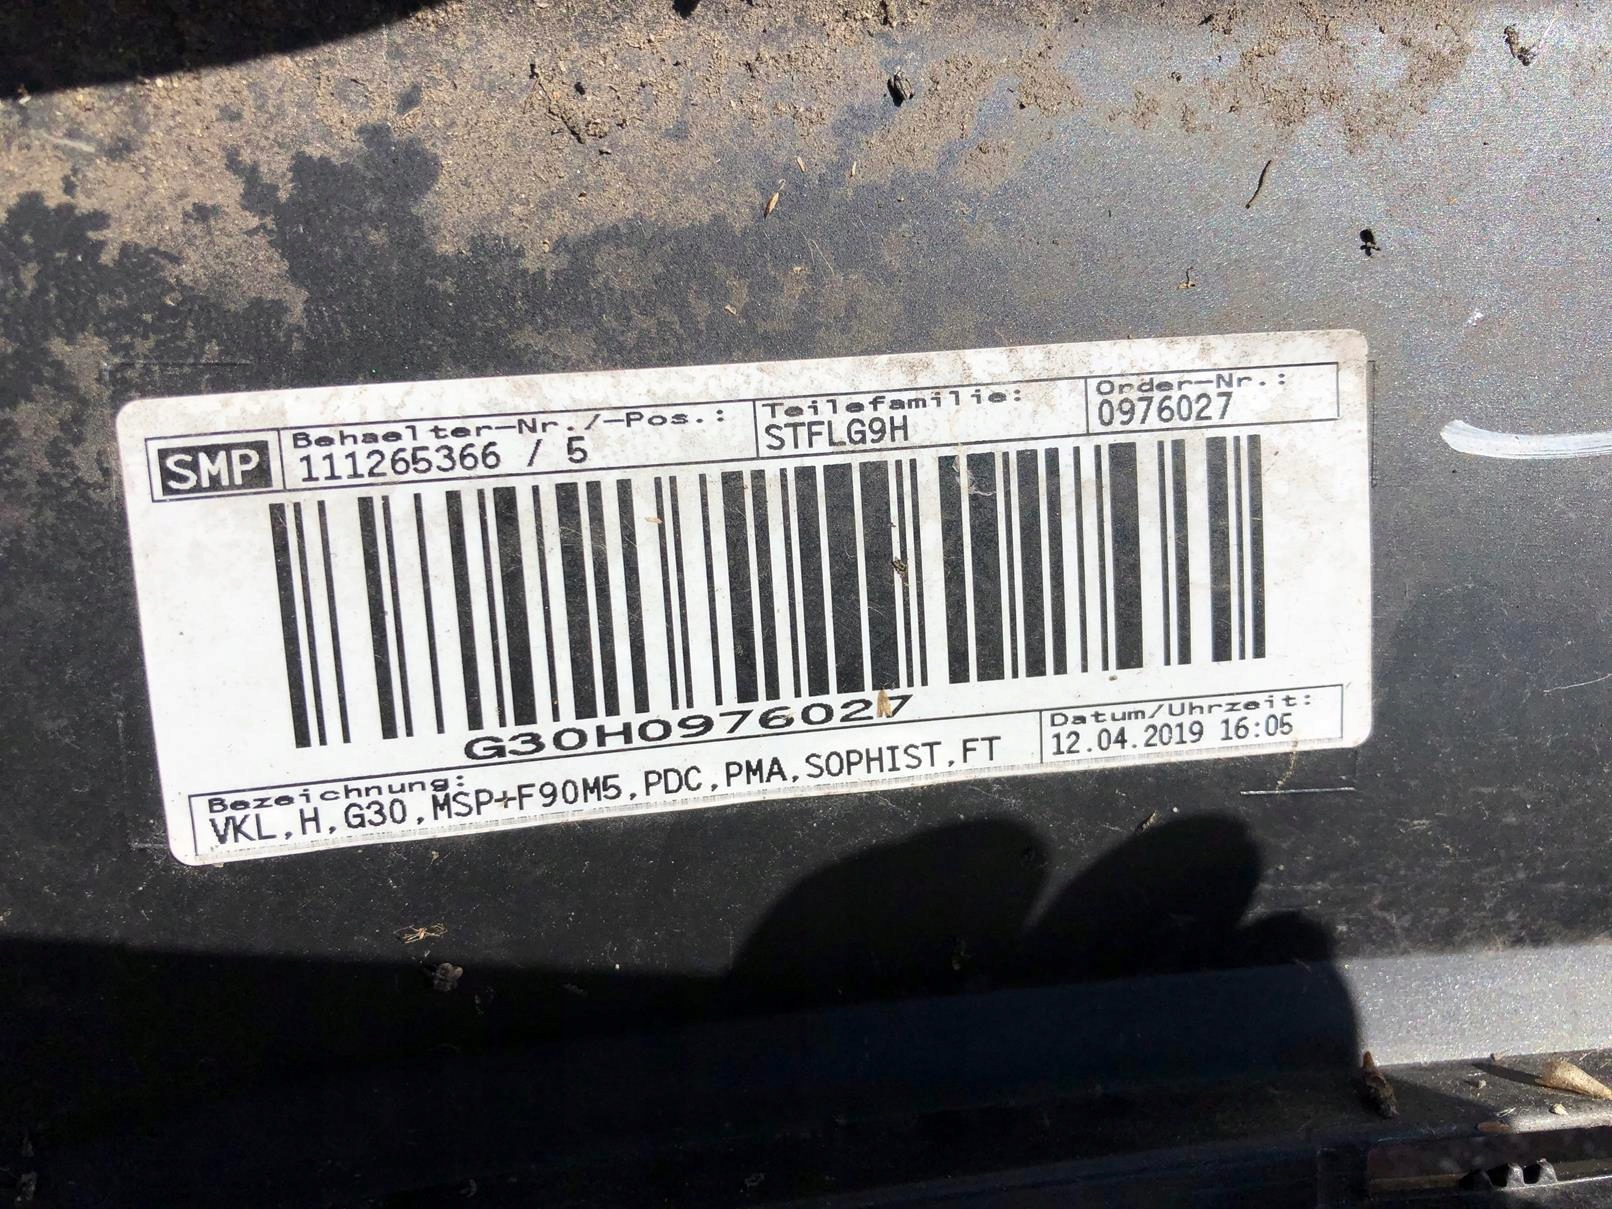 SMP
Behaelter-Nr./-Pos.:
111265366 / 5
Teilefamilie:
STFLG9H
Order-Nr.:
0976027
G30H0976027
Bezeichnung:
VKL,H,G30,MSP+F90M5,PDC,PMA,SOPHIST,FT
Datum/Uhrzeit:
12.04.2019 16:05